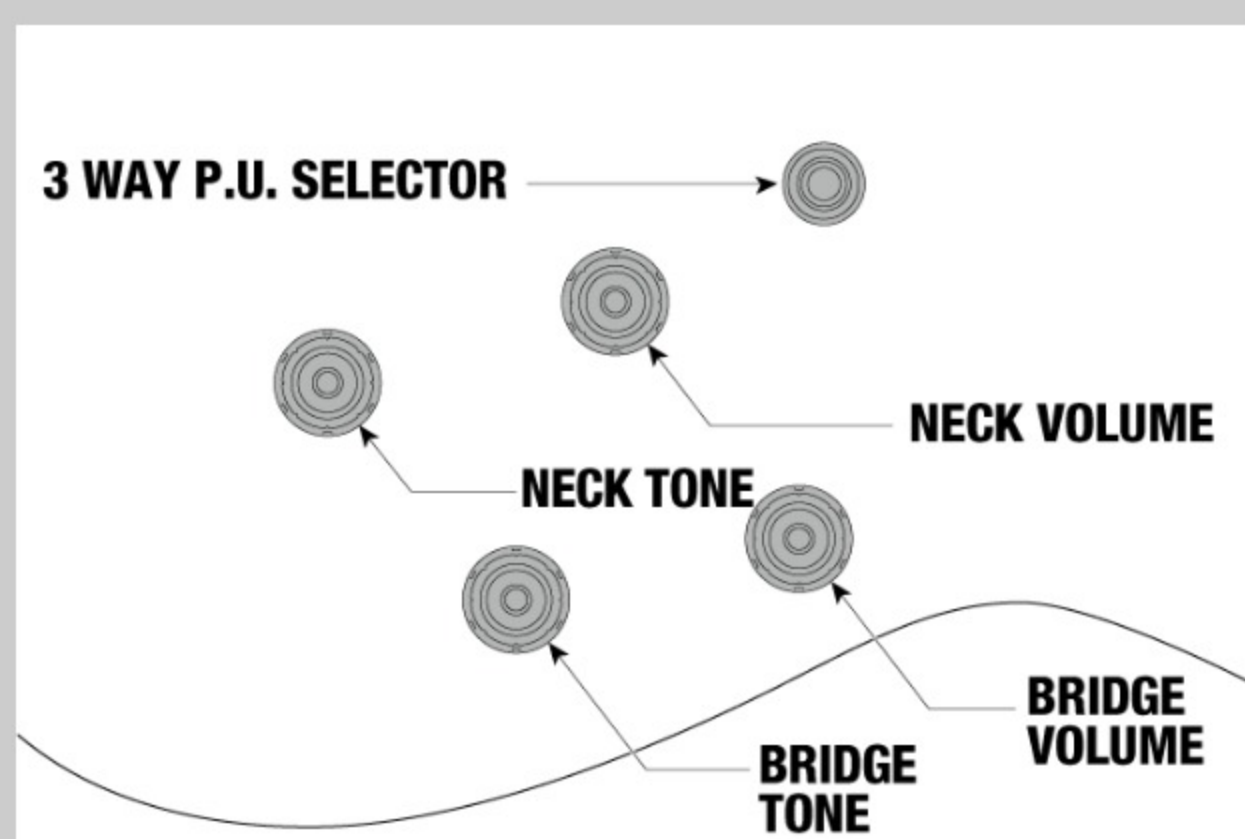 3 WAY P.U. SELECTOR
NECK VOLUME
NECK TONE
BRIDGE
VOLUME
BRIDGE
TONE